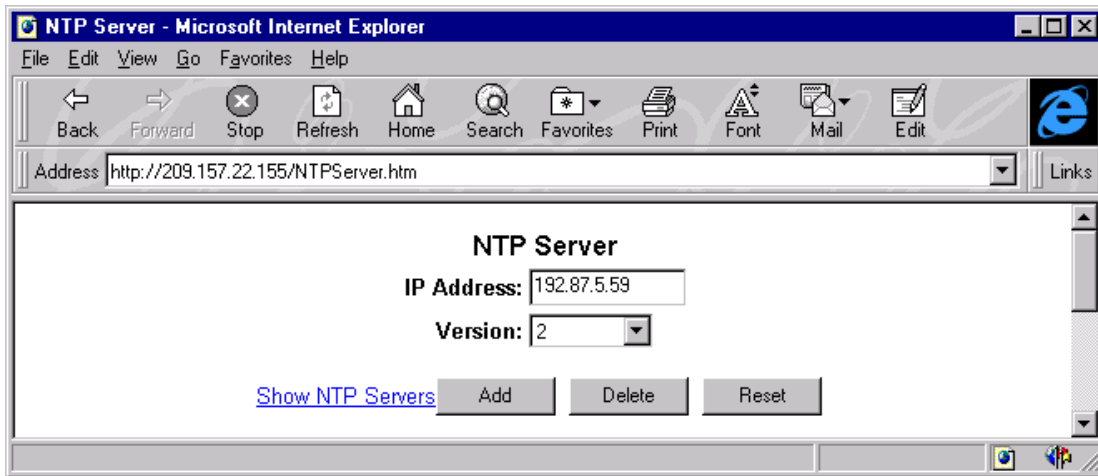 NTP Server - Microsoft Internet Explorer
File Edit View Go Favorites Help
Back Forward Stop Refresh Home Search Favorites Print Font Mail Edit
Address http://209.157.22.155/NTPServer.htm Links
NTP Server
IP Address: 192.87.5.59
Version: 2
Show NTP Servers Add Delete Reset